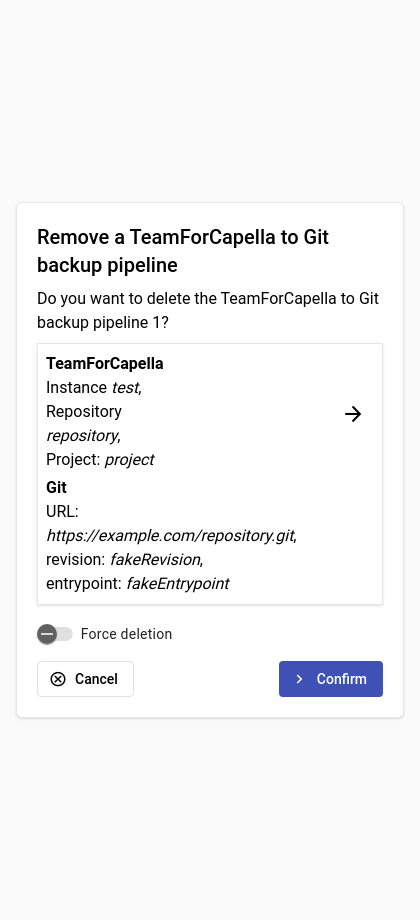 Remove a TeamForCapella to Git
backup pipeline
Do you want to delete the TeamForCapella to Git
backup pipeline 1?
TeamForCapella
Instance test,
Repository
repository,
Project: project
Git
URL:
https://example.com/repository.git,
revision: fakeRevision,
entrypoint: fakeEntrypoint
Force deletion
Cancel
Confirm